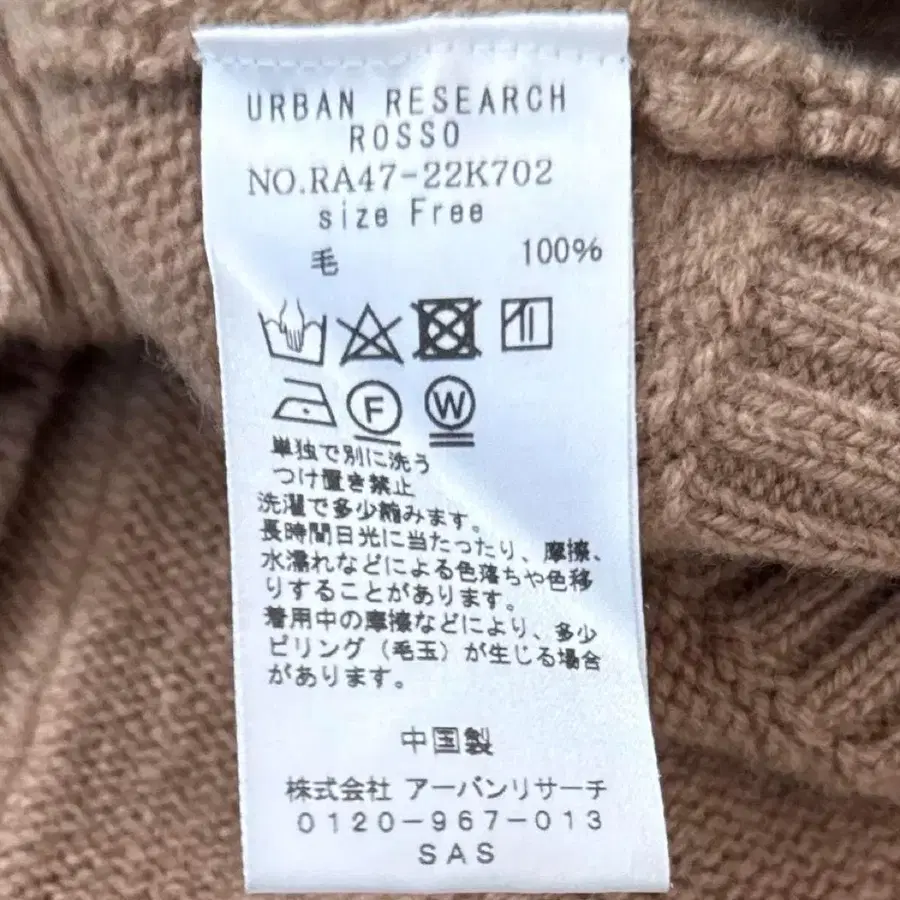 URBAN RESEARCH
ROSSO
NO.RA47-22K702
size Free
毛 100%
F W
単独で別に洗う
つけ置き禁止
洗濯で多少縮みます。
長時間日光に当たったり、摩擦、
水濡れなどによる色落ちや色移
りすることがあります。
着用中の摩擦などにより、多少
ピリング（毛玉）が生じる場合
があります。
中国製
株式会社 アーバンリサーチ
0120-967-013
SAS